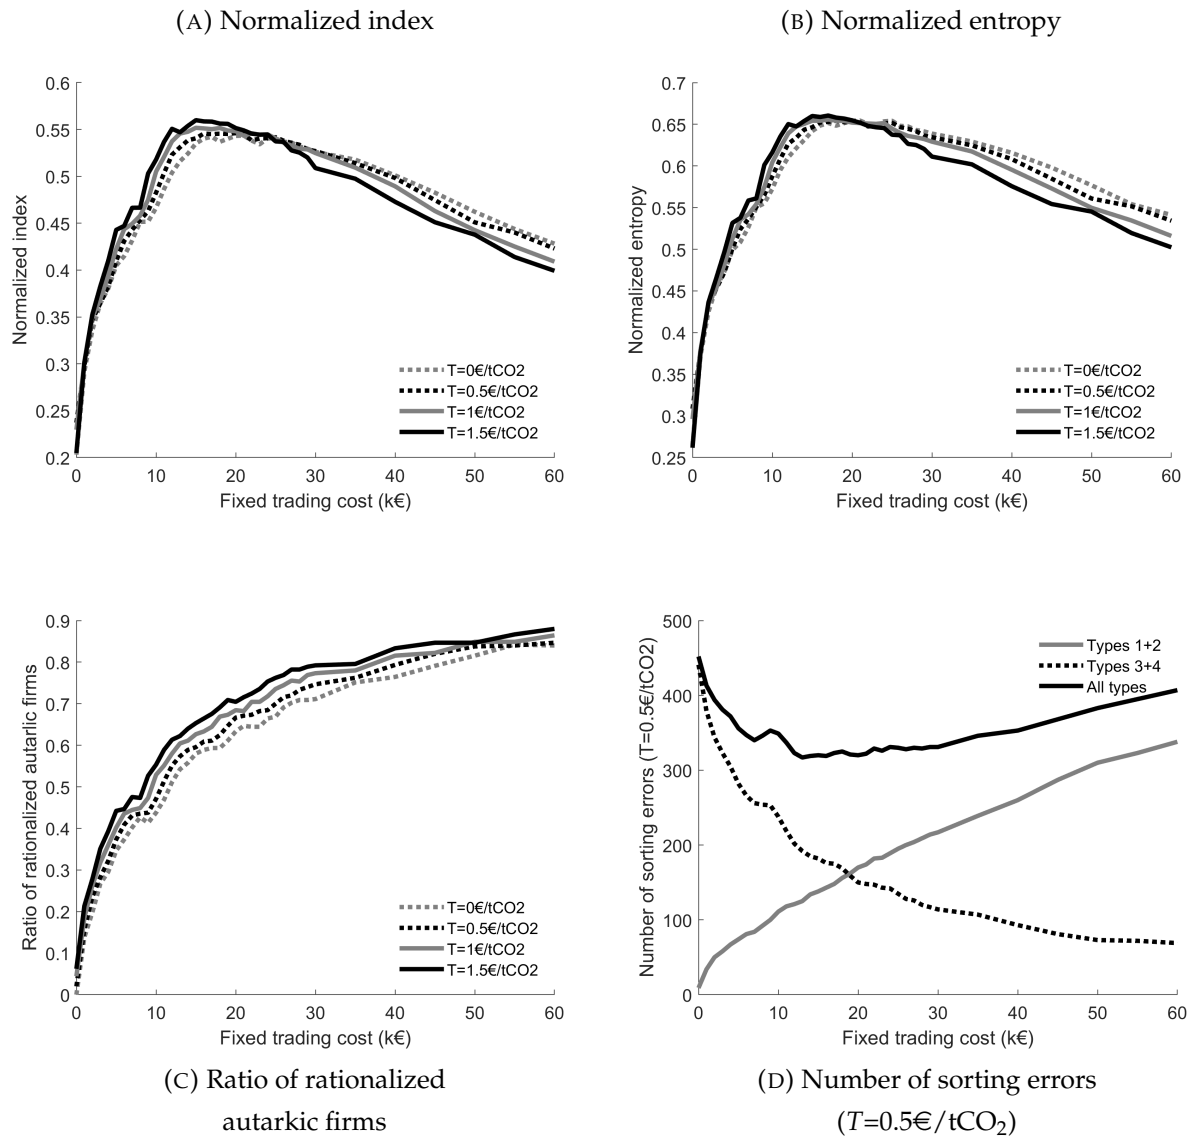 (A) Normalized index
(B) Normalized entropy
0.6
0.55
0.5
0.45
0.4
0.35
0.3
0.25
0.2
Normalized index
T=0€/tCO2
T=0.5€/tCO2
T=1€/tCO2
T=1.5€/tCO2
0 10 20 30 40 50 60
Fixed trading cost (k€)
0.7
0.65
0.6
0.55
0.5
0.45
0.4
0.35
0.3
0.25
Normalized entropy
T=0€/tCO2
T=0.5€/tCO2
T=1€/tCO2
T=1.5€/tCO2
0 10 20 30 40 50 60
Fixed trading cost (k€)
0.9
0.8
0.7
0.6
0.5
0.4
0.3
0.2
0.1
0
Ratio of rationalized autarlic firms
T=0€/tCO2
T=0.5€/tCO2
T=1€/tCO2
T=1.5€/tCO2
0 10 20 30 40 50 60
Fixed trading cost (k€)
500
400
300
200
100
0
Number of sorting errors (T=0.5€/tCO2)
Types 1+2
Types 3+4
All types
0 10 20 30 40 50 60
Fixed trading cost (k€)
(C) Ratio of rationalized
autarkic firms
(D) Number of sorting errors
(T=0.5€/tCO₂)